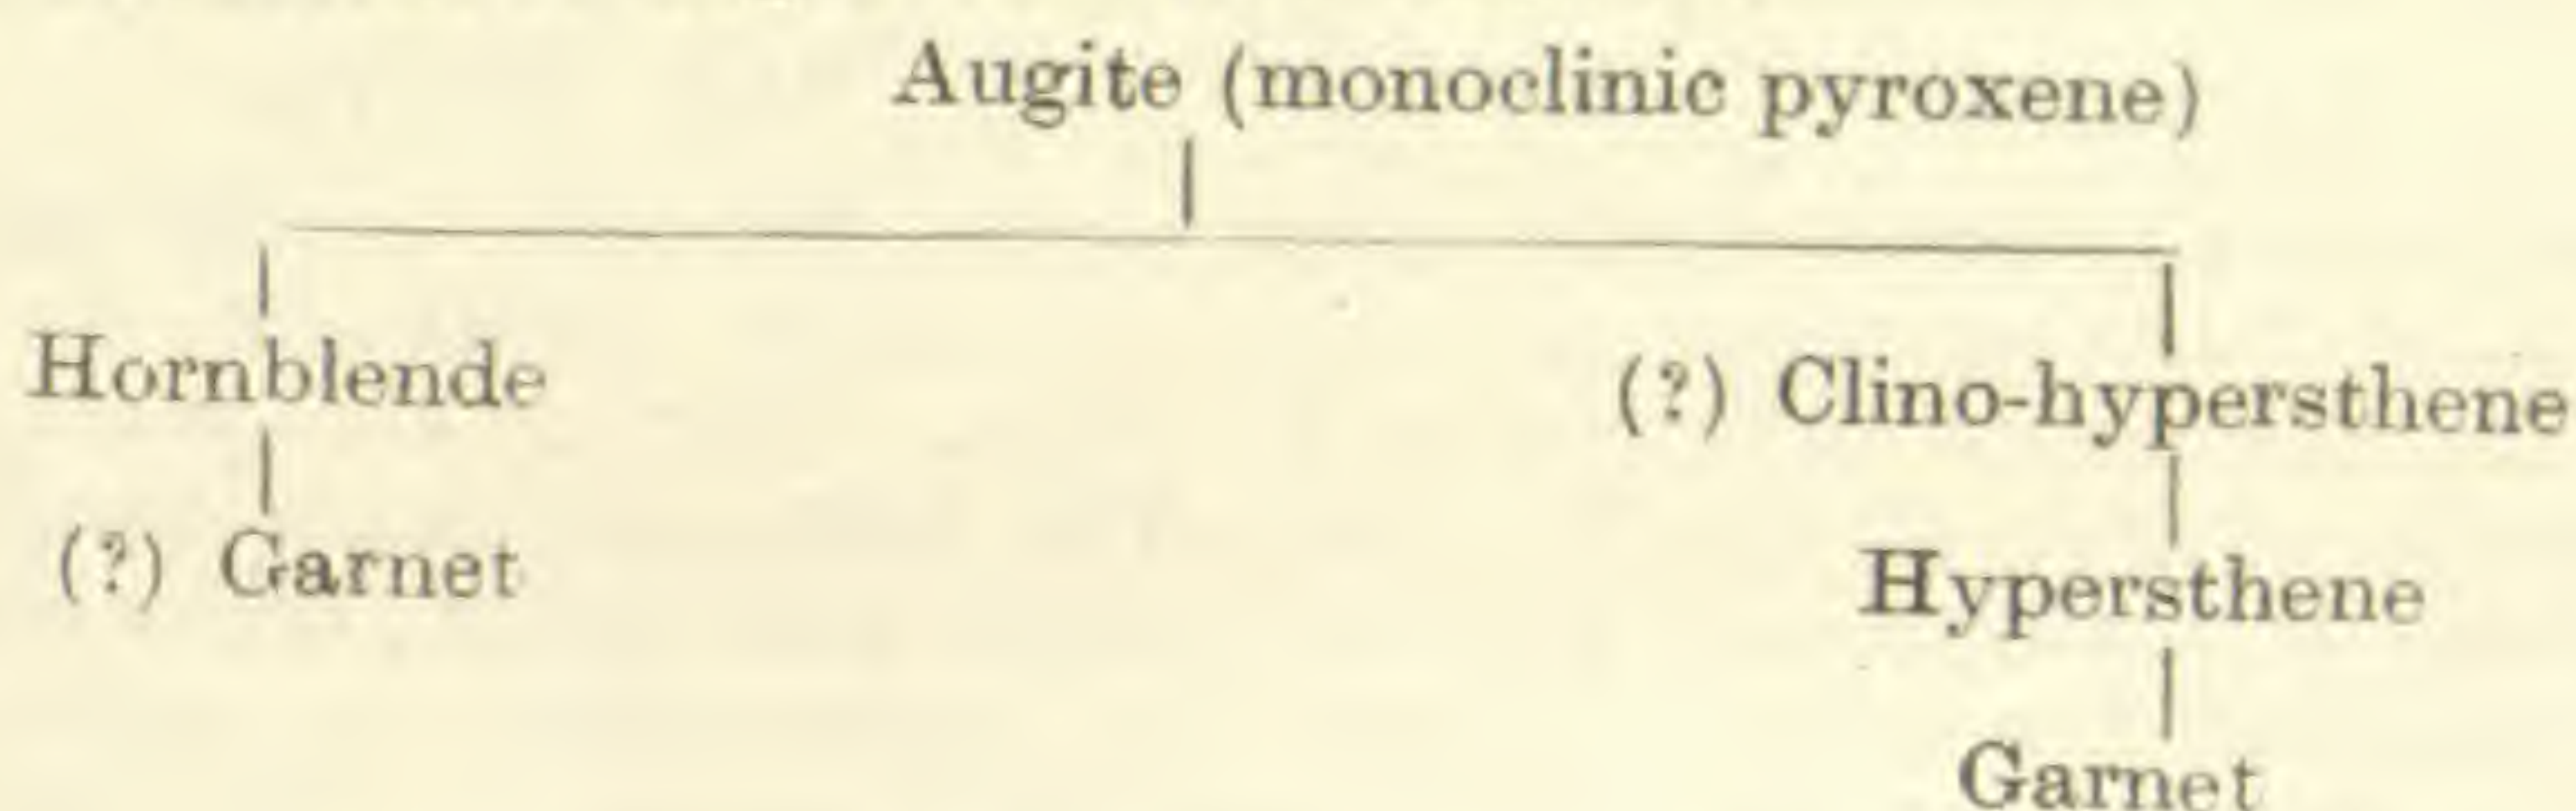 Augite (monoclinic pyroxene)
Hornblende
(?) Clino-hypersthene
(?) Garnet
Hypersthene
Garnet